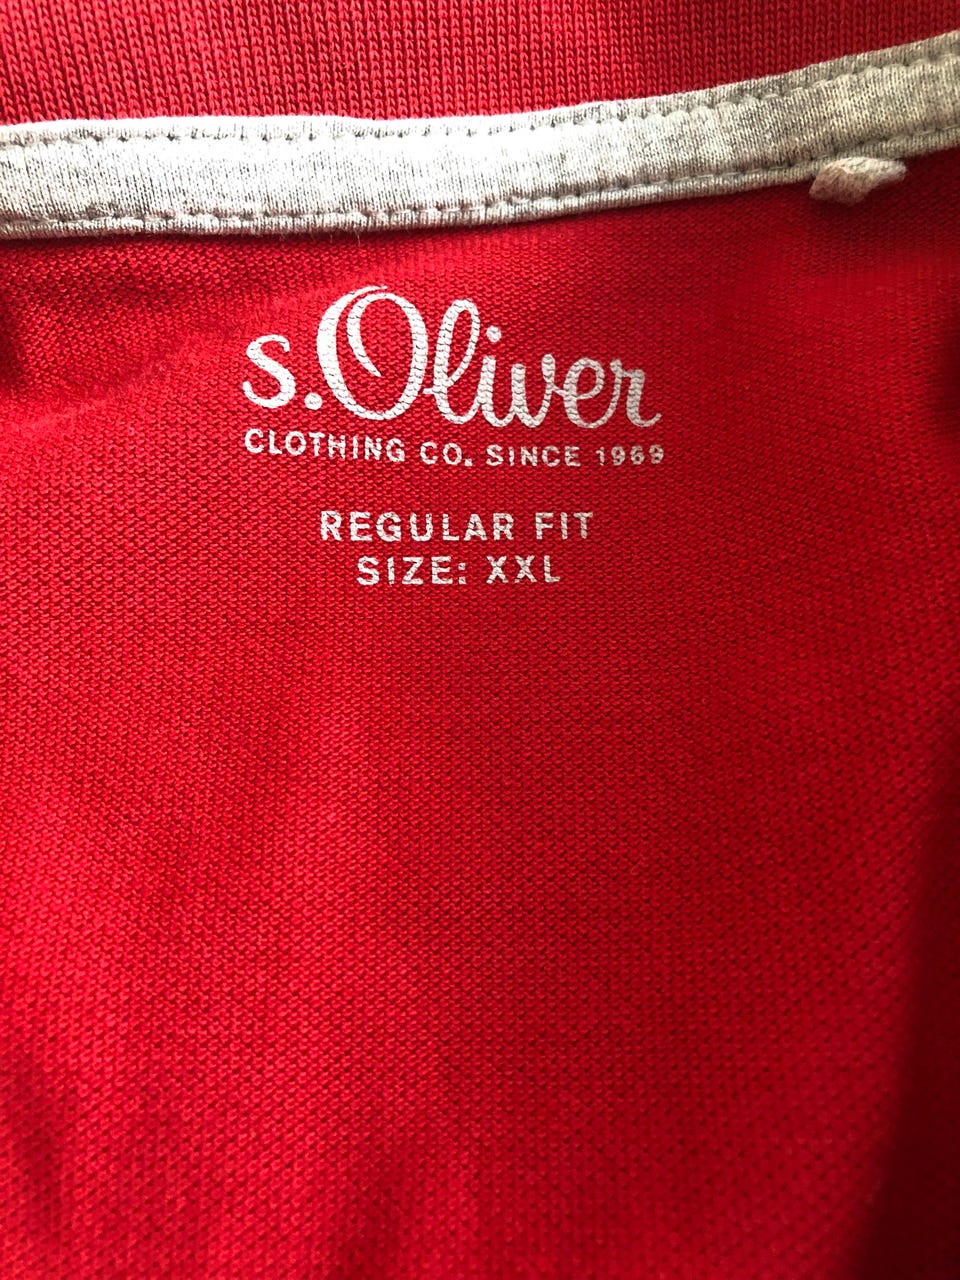 s.Oliver
CLOTHING CO. SINCE 1969
REGULAR FIT
SIZE: XXL